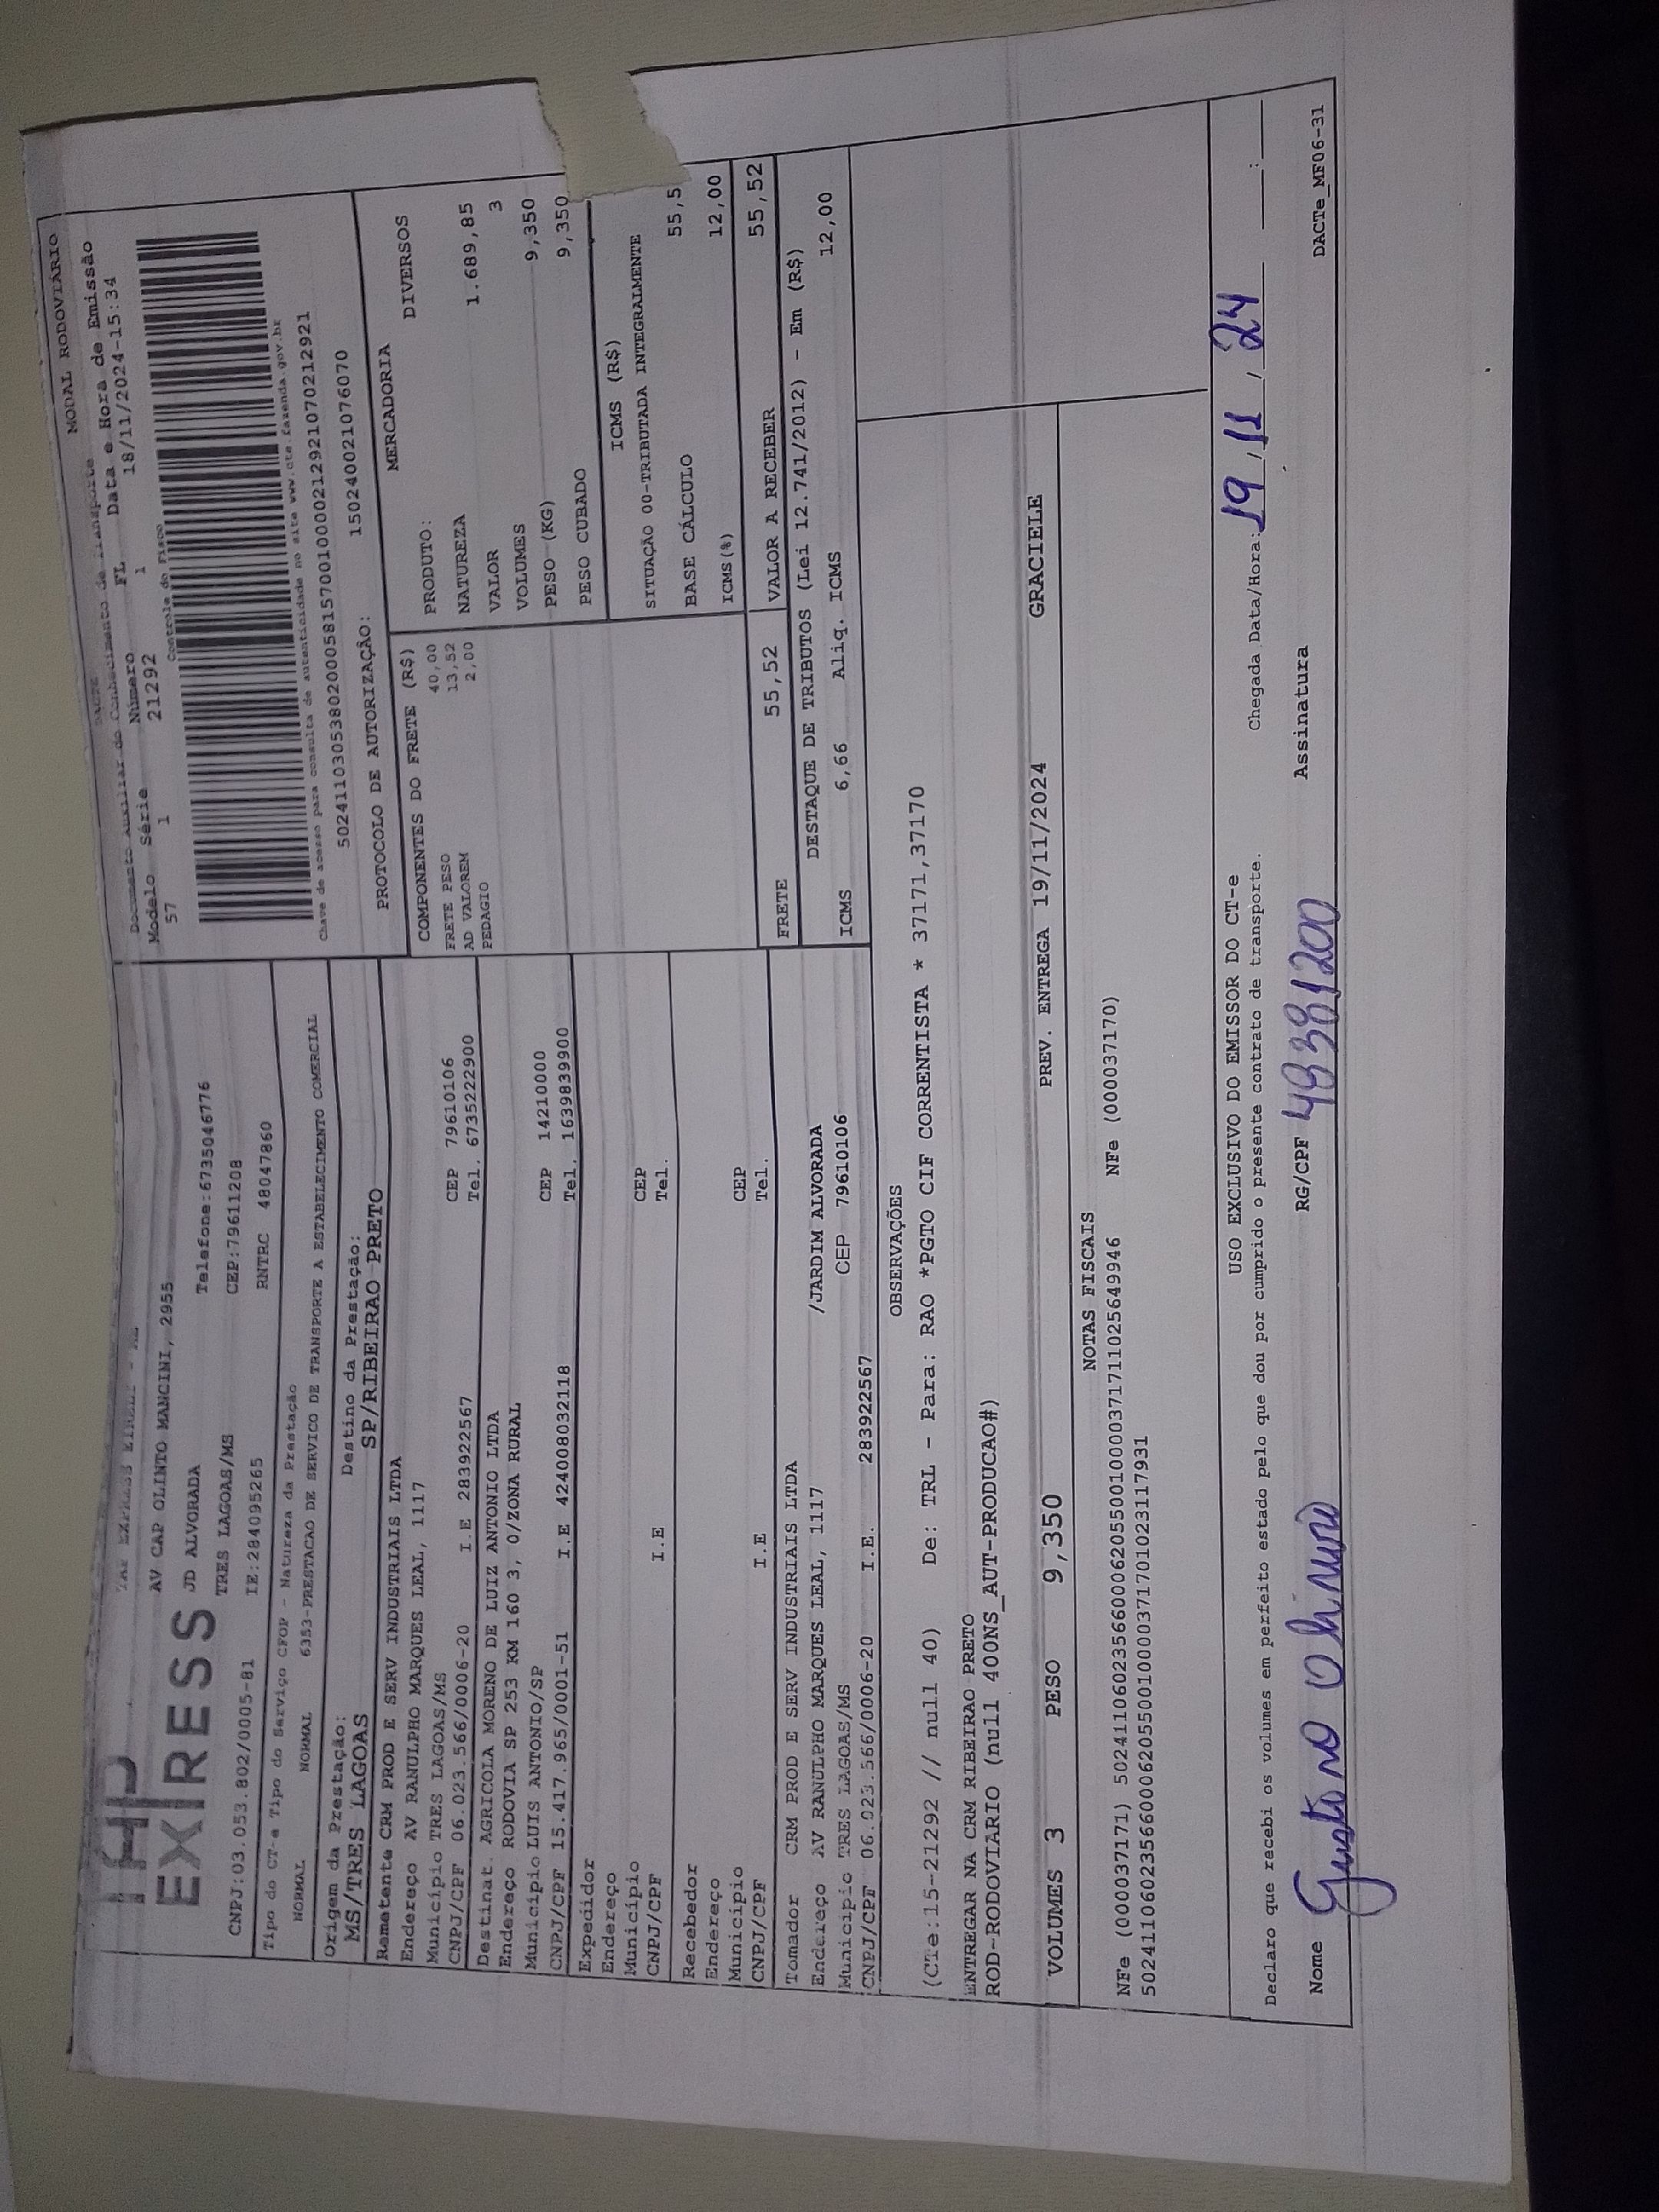 EXPRESS
AV CAP OLINTO MANCINI, 2955
JD ALVORADA Telefone:6735046776
TRES LAGOAS/MS CEP:79611208
CNPJ:03.053.802/0005-81 IE:284095265 RNTRC 48047860
Tipo do CT-e Tipo do Serviço CFOP - Natureza da Prestação
NORMAL NORMAL 6353-PRESTACAO DE SERVICO DE TRANSPORTE A ESTABELECIMENTO COMERCIAL
Origem da Prestação: Destino da Prestação:
MS/TRES LAGOAS SP/RIBEIRAO PRETO
MODAL RODOVIÁRIO
Documento Auxiliar do Conhecimento de Transporte
Modelo Série Número FL Data e Hora de Emissão
57 1 21292 1 18/11/2024-15:34
Controle do Fisco
Chave de acesso para consulta de autenticidade no site www.cte.fazenda.gov.br
50241103053802000581570010000212921070212921
PROTOCOLO DE AUTORIZAÇÃO: 150240021076070
Remetente CRM PROD E SERV INDUSTRIAIS LTDA
Endereço AV RANULPHO MARQUES LEAL, 1117
Município TRES LAGOAS/MS CEP 79610106
CNPJ/CPF 06.023.566/0006-20 I.E 283922567 Tel. 6735222900
Destinat. AGRICOLA MORENO DE LUIZ ANTONIO LTDA
Endereço RODOVIA SP 253 KM 160 3, 0/ZONA RURAL
Município LUIS ANTONIO/SP CEP 14210000
CNPJ/CPF 15.417.965/0001-51 I.E 424008032118 Tel. 1639839900
Expedidor
Endereço
Município CEP
CNPJ/CPF I.E Tel.
Recebedor
Endereço
Município CEP
CNPJ/CPF I.E Tel.
Tomador CRM PROD E SERV INDUSTRIAIS LTDA
Endereço AV RANULPHO MARQUES LEAL, 1117 /JARDIM ALVORADA
Município TRES LAGOAS/MS CEP 79610106
CNPJ/CPF 06.023.566/0006-20 I.E. 283922567
COMPONENTES DO FRETE (R$)
FRETE PESO 40,00
AD VALOREM 13,52
PEDAGIO 2,00
MERCADORIA
PRODUTO: DIVERSOS
NATUREZA
VALOR 1.689,85
VOLUMES 3
PESO (KG) 9,350
PESO CUBADO 9,350
ICMS (R$)
SITUAÇÃO 00-TRIBUTADA INTEGRALMENTE
BASE CÁLCULO 55,5
ICMS(%) 12,00
FRETE 55,52 VALOR A RECEBER 55,52
DESTAQUE DE TRIBUTOS (Lei 12.741/2012) - Em (R$)
ICMS 6,66 Aliq. ICMS 12,00
OBSERVAÇÕES
(CTe:15-21292 // null 40) De: TRL - Para: RAO *PGTO CIF CORRENTISTA * 37171,37170
ENTREGAR NA CRM RIBEIRAO PRETO
ROD-RODOVIARIO (null 400NS_AUT-PRODUCAO#)
VOLUMES 3 PESO 9,350 PREV. ENTREGA 19/11/2024 GRACIELE
NOTAS FISCAIS
NFe (000037171) 50241106023566000620550010000371711025649946 NFe (000037170)
50241106023566000620550010000371701023117931
USO EXCLUSIVO DO EMISSOR DO CT-e
Declaro que recebi os volumes em perfeito estado pelo que dou por cumprido o presente contrato de transporte. Chegada Data/Hora: 19/11/24 ___:___
Nome Gustavo RG/CPF Assinatura
DACTe_MF06-31